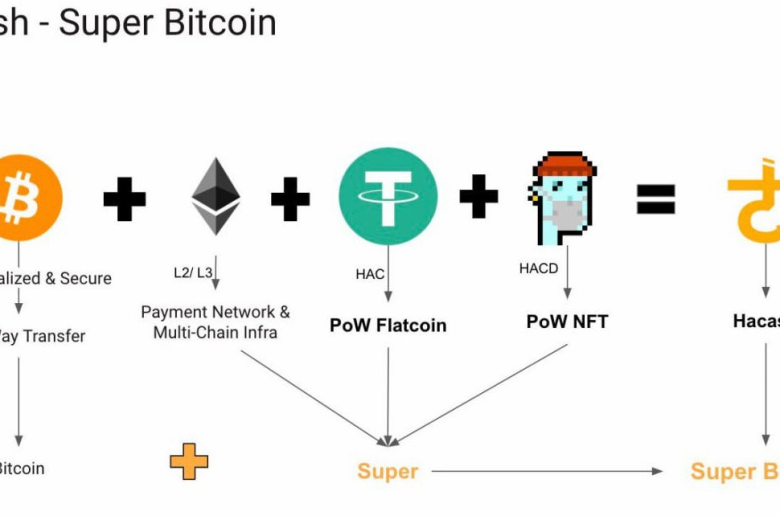 sh - Super Bitcoin
alized & Secure
L2/ L3
HAC
HACD
Payment Network &
Multi-Chain Infra
PoW Flatcoin
PoW NFT
Hacas
ay Transfer
Bitcoin
Super
Super B